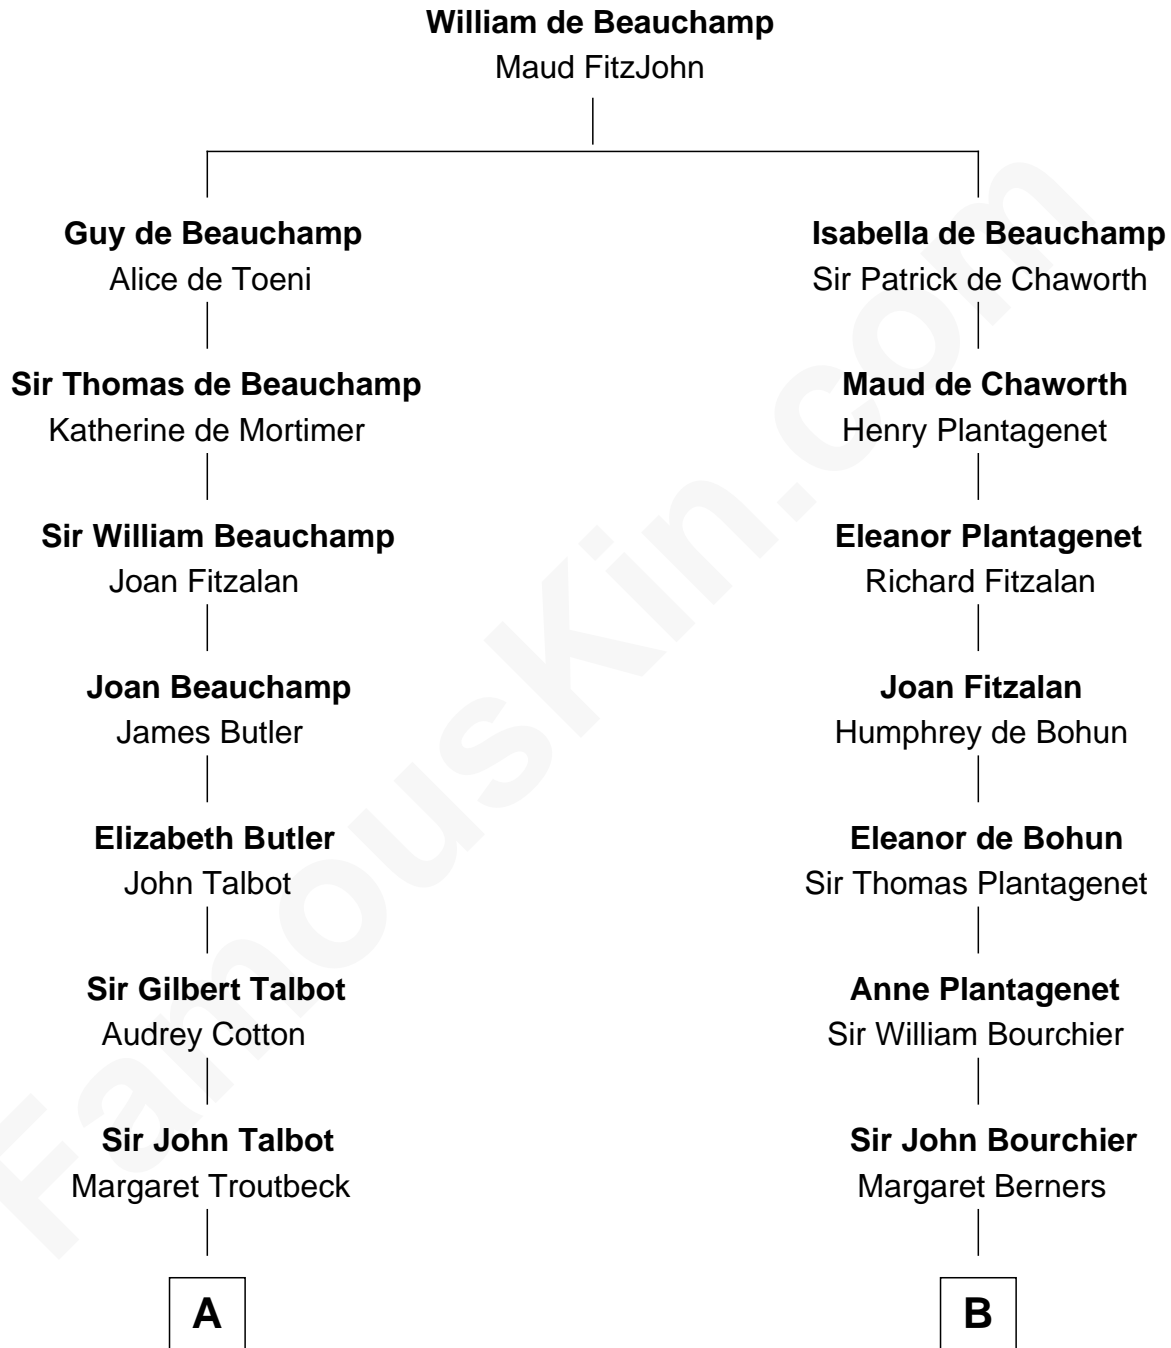 William de Beauchamp
Maud FitzJohn
Guy de Beauchamp
Alice de Toeni
Isabella de Beauchamp
Sir Patrick de Chaworth
Sir Thomas de Beauchamp
Katherine de Mortimer
Maud de Chaworth
Henry Plantagenet
Sir William Beauchamp
Joan Fitzalan
Eleanor Plantagenet
Richard Fitzalan
Joan Beauchamp
James Butler
Joan Fitzalan
Humphrey de Bohun
Elizabeth Butler
John Talbot
Eleanor de Bohun
Sir Thomas Plantagenet
Sir Gilbert Talbot
Audrey Cotton
Anne Plantagenet
Sir William Bourchier
Sir John Talbot
Margaret Troutbeck
Sir John Bourchier
Margaret Berners
A
B
FamousKin.com